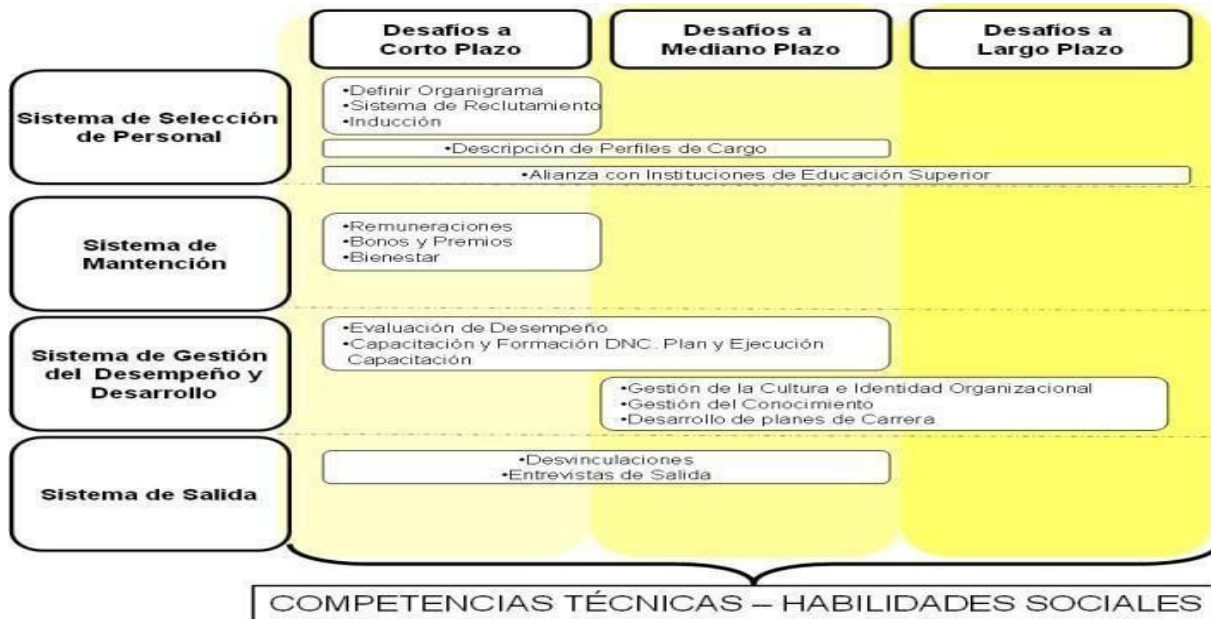 Desafíos a
Corto Plazo
Desafíos a
Mediano Plazo
Desafíos a
Largo Plazo
Sistema de Selección
de Personal
•Definir Organigrama
•Sistema de Reclutamiento
•Inducción
•Descripción de Perfiles de Cargo
•Alianza con Instituciones de Educación Superior
Sistema de
Mantención
•Remuneraciones
•Bonos y Premios
•Bienestar
Sistema de Gestión
del Desempeño y
Desarrollo
•Evaluación de Desempeño
•Capacitación y Formación DNC. Plan y Ejecución
Capacitación
•Gestión de la Cultura e Identidad Organizacional
•Gestión del Conocimiento
•Desarrollo de planes de Carrera
Sistema de Salida
•Desvinculaciones
•Entrevistas de Salida
COMPETENCIAS TÉCNICAS – HABILIDADES SOCIALES